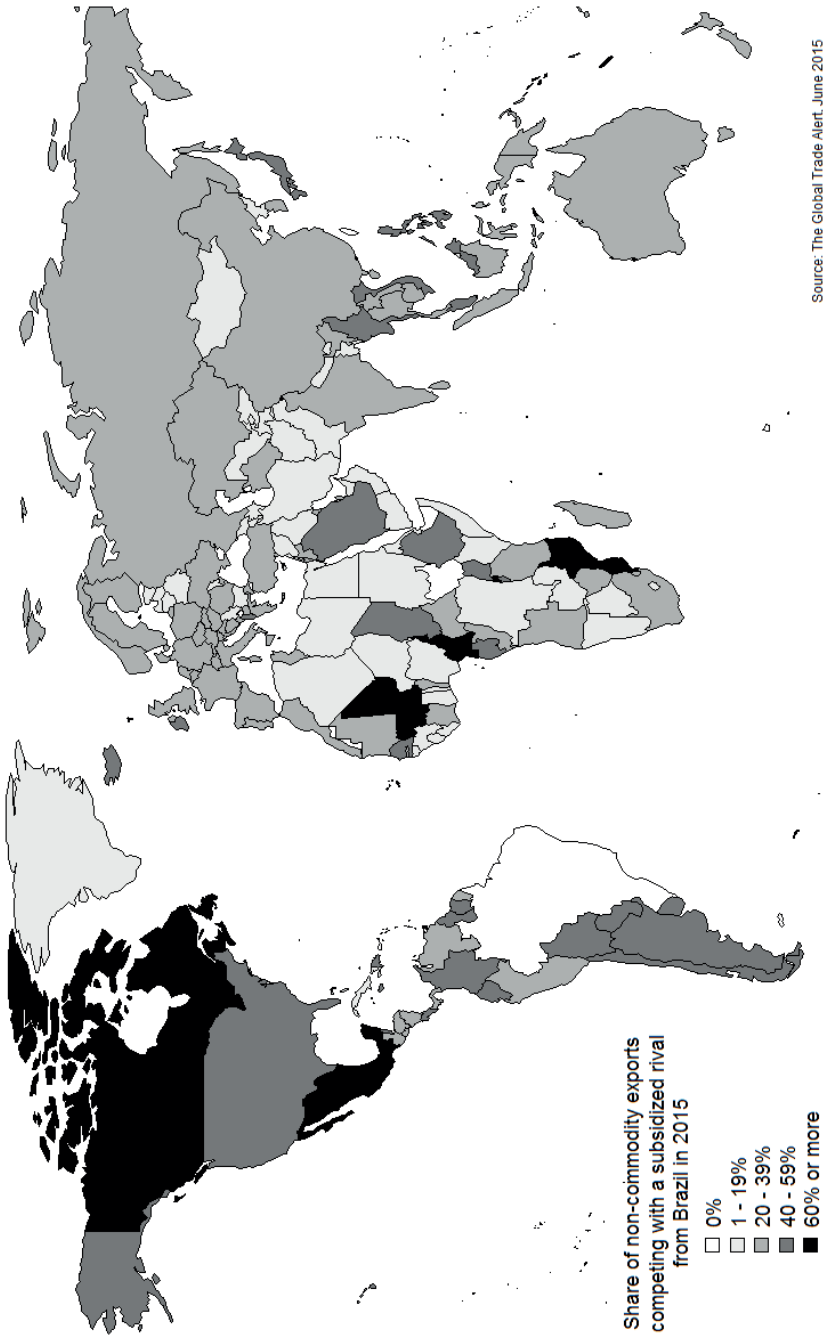 Share of non-commodity exports
competing with a subsidized rival
from Brazil in 2015
0%
1 - 19%
20 - 39%
40 - 59%
60% or more
Source: The Global Trade Alert, June 2015